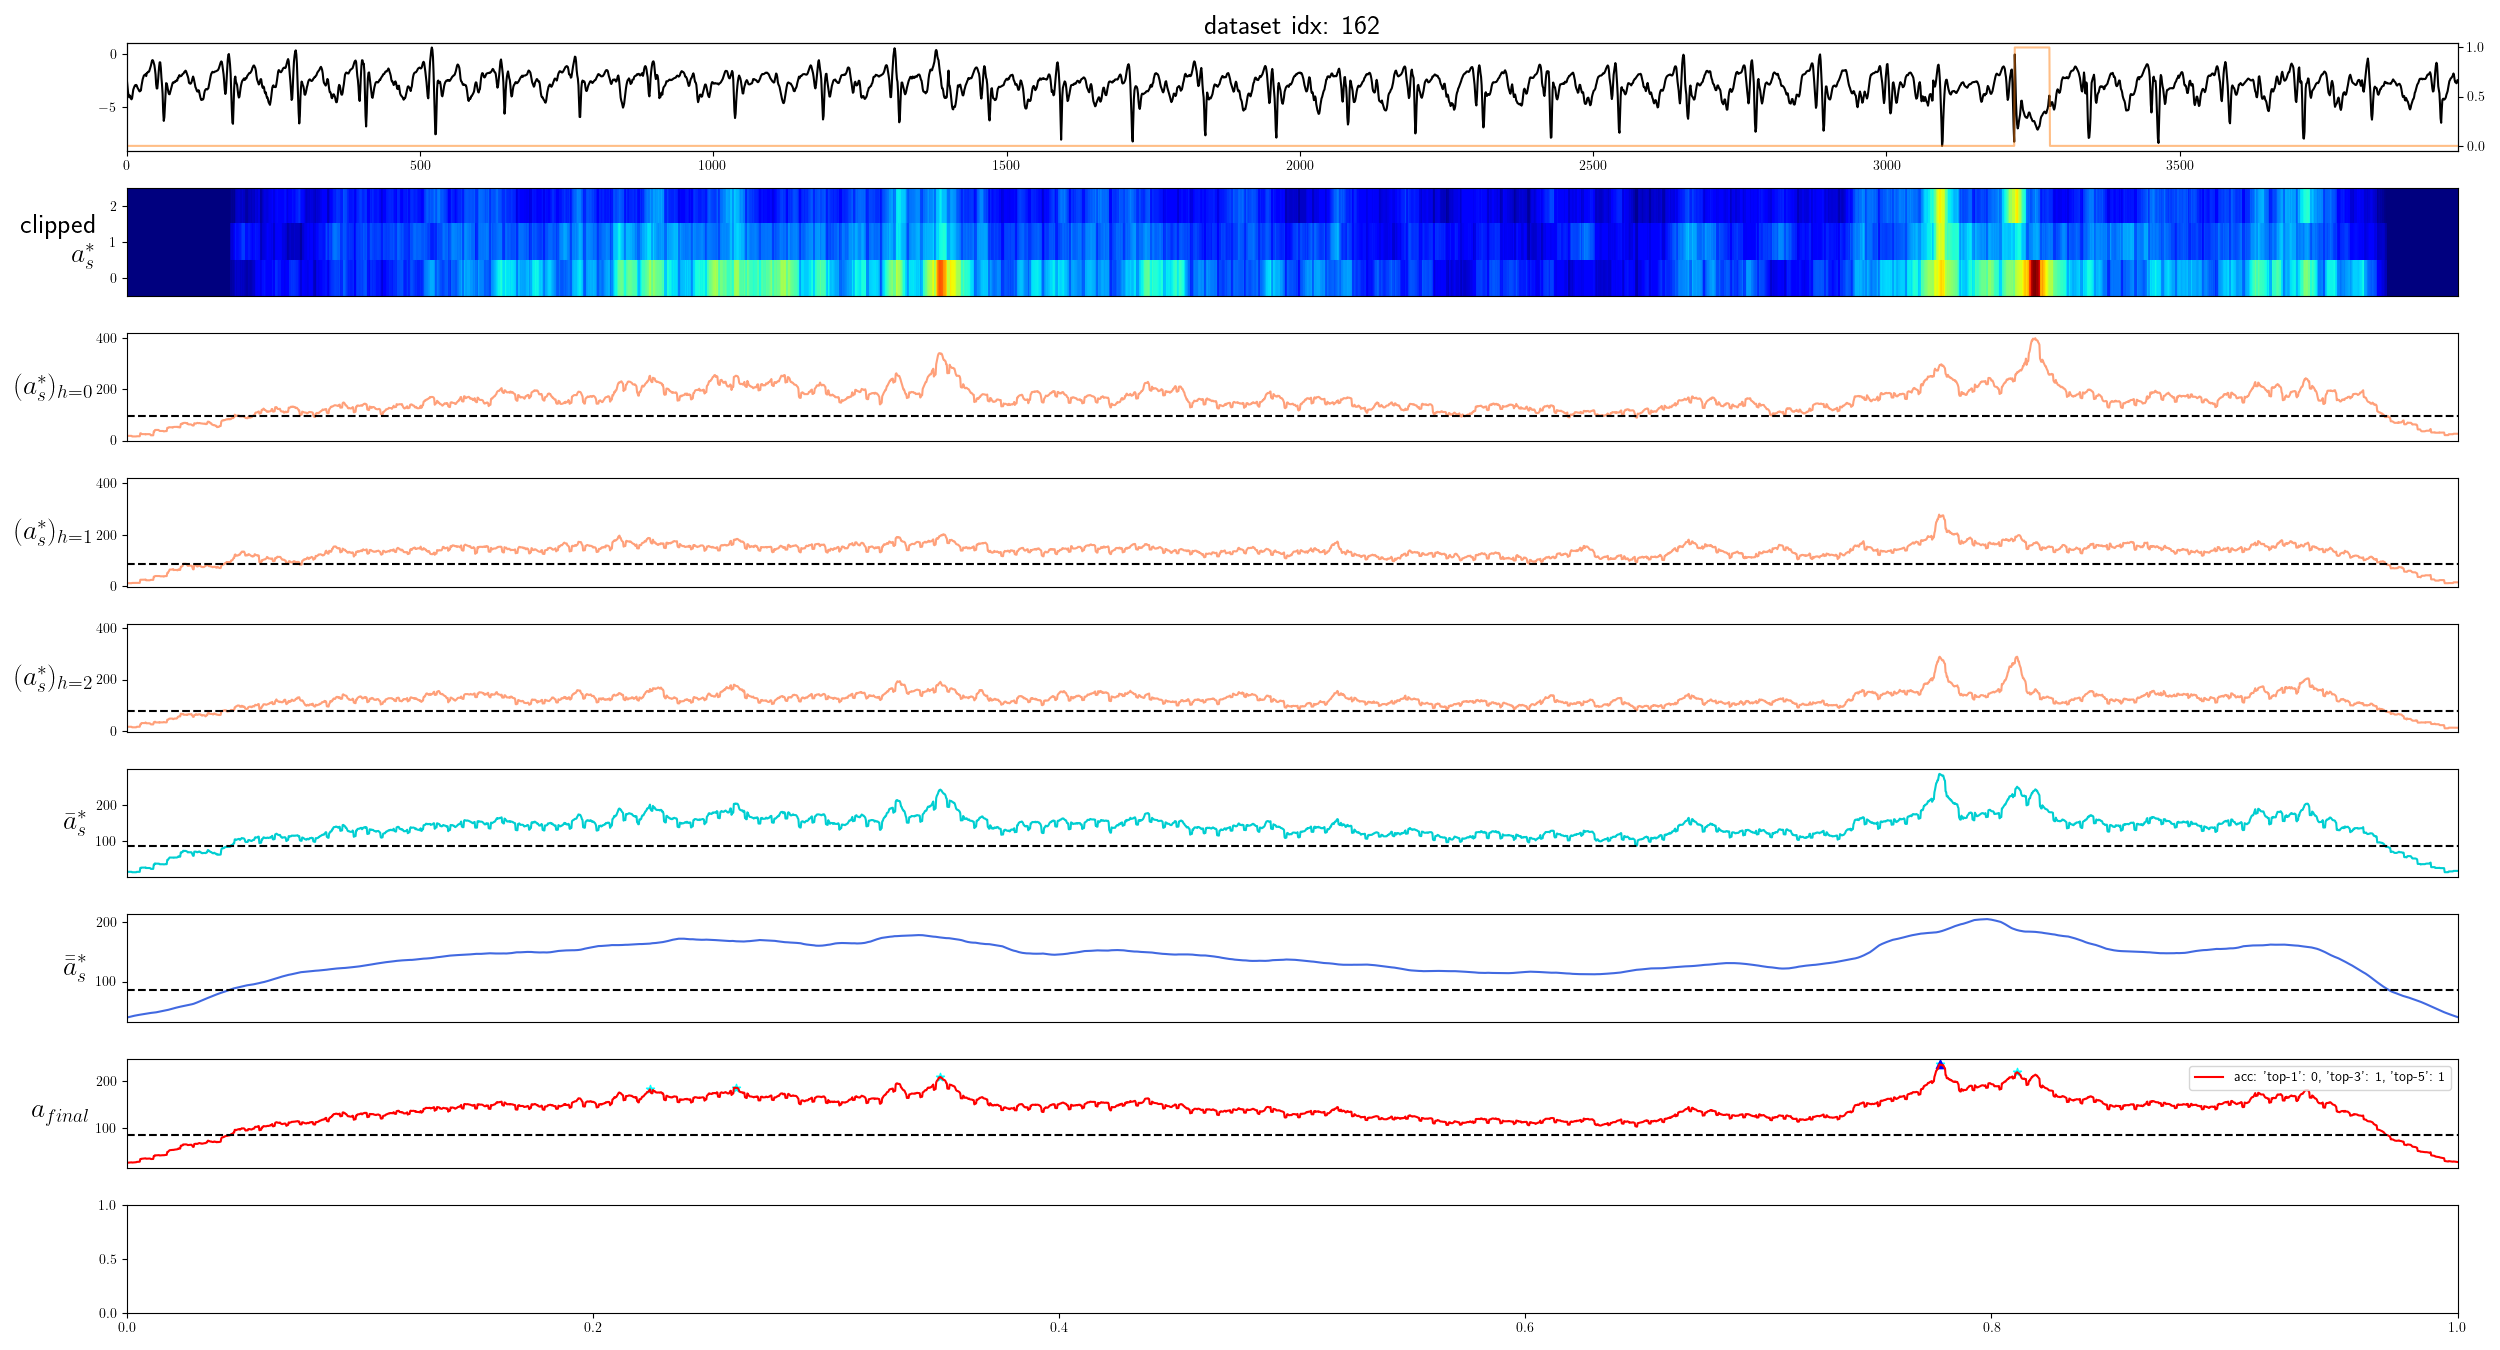 dataset idx: 162
0
−5
1.0
0.5
0.0
0 500 1000 1500 2000 2500 3000 3500
clipped
a*s
2
1
0
(a*s)h=0
400
200
0
(a*s)h=1
400
200
0
(a*s)h=2
400
200
0
ā*s
200
100
a̿*s
200
100
afinal
200
100
acc: 'top-1': 0, 'top-3': 1, 'top-5': 1
1.0
0.5
0.0
0.0 0.2 0.4 0.6 0.8 1.0